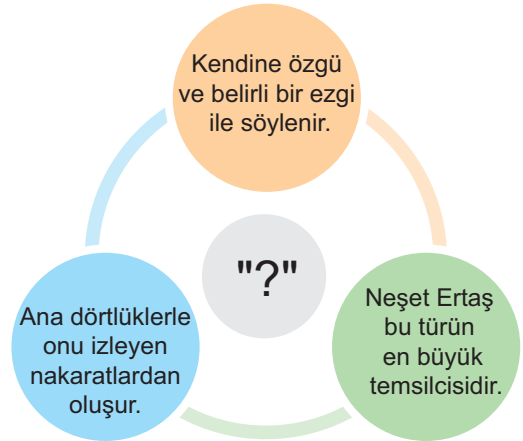 Kendine özgü
ve belirli bir ezgi
ile söylenir.
"?"
Ana dörtlüklerle
onu izleyen
nakaratlardan
oluşur.
Neşet Ertaş
bu türün
en büyük
temsilcisidir.